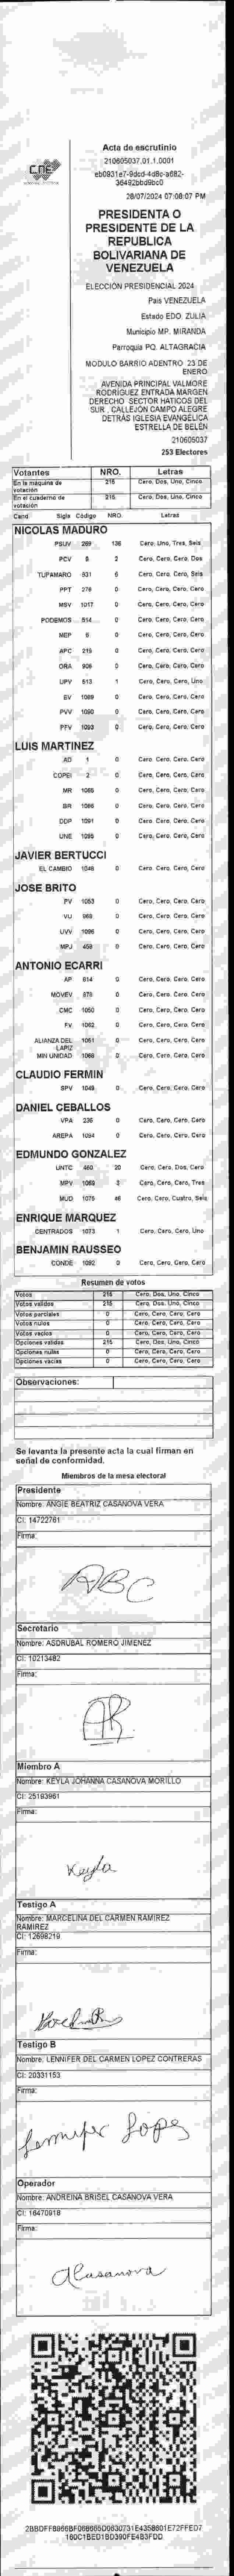 CNE
Acta de escrutinio
210605037.01.1.0001
eb0931e7-9dcd-4d8c-a682-
36492bbd9bc0
28/07/2024 07:08:07 PM
PRESIDENTA O
PRESIDENTE DE LA
REPUBLICA
BOLIVARIANA DE
VENEZUELA
ELECCIÓN PRESIDENCIAL 2024
País VENEZUELA
Estado EDO. ZULIA
Municipio MP. MIRANDA
Parroquia PQ. ALTAGRACIA
MODULO BARRIO ADENTRO 23 DE
ENERO
AVENIDA PRINCIPAL VALMORE
RODRIGUEZ ENTRADA MARGEN
DERECHO SECTOR HATICOS DEL
SUR , CALLEJÓN CAMPO ALEGRE
DETRÁS IGLESIA EVANGÉLICA
ESTRELLA DE BELÉN
210605037
253 Electores
Votantes NRO. Letras
En la máquina de votación 215 Cero, Dos, Uno, Cinco
En el cuaderno de votación 215 Cero, Dos, Uno, Cinco
Cand Sigla Código NRO. Letras
NICOLAS MADURO
PSUV 269 136 Cero, Uno, Tres, Seis
PCV 2 Cero, Cero, Cero, Dos
TUPAMARO 931 6 Cero, Cero, Cero, Seis
PPT 276 0 Cero, Cero, Cero, Cero
MSV 1017 0 Cero, Cero, Cero, Cero
PODEMOS 514 0 Cero, Cero, Cero, Cero
MEP 6 0 Cero, Cero, Cero, Cero
APC 215 0 Cero, Cero, Cero, Cero
ORA 906 0 Cero, Cero, Cero, Cero
UPV 513 1 Cero, Cero, Cero, Uno
EV 1089 0 Cero, Cero, Cero, Cero
PVV 1090 0 Cero, Cero, Cero, Cero
PFV 1093 0 Cero, Cero, Cero, Cero
LUIS MARTINEZ
AD 1 0 Cero, Cero, Cero, Cero
COPEI 2 0 Cero, Cero, Cero, Cero
MR 1065 0 Cero, Cero, Cero, Cero
BR 1066 0 Cero, Cero, Cero, Cero
DDP 1091 0 Cero, Cero, Cero, Cero
UNE 1095 0 Cero, Cero, Cero, Cero
JAVIER BERTUCCI
EL CAMBIO 1048 0 Cero, Cero, Cero, Cero
JOSE BRITO
PV 1053 0 Cero, Cero, Cero, Cero
VU 968 0 Cero, Cero, Cero, Cero
UVV 1096 0 Cero, Cero, Cero, Cero
MPJ 458 0 Cero, Cero, Cero, Cero
ANTONIO ECARRI
AP 614 0 Cero, Cero, Cero, Cero
MOVEV 0 Cero, Cero, Cero, Cero
CMC 1050 0 Cero, Cero, Cero, Cero
FV 1062 0 Cero, Cero, Cero, Cero
ALIANZA DEL LAPIZ 1061 0 Cero, Cero, Cero, Cero
MIN UNIDAD 1068 0 Cero, Cero, Cero, Cero
CLAUDIO FERMIN
SPV 1049 0 Cero, Cero, Cero, Cero
DANIEL CEBALLOS
VPA 235 0 Cero, Cero, Cero, Cero
AREPA 1094 0 Cero, Cero, Cero, Cero
EDMUNDO GONZALEZ
UNTC 460 20 Cero, Cero, Dos, Cero
MPV 1069 3 Cero, Cero, Cero, Tres
MUD 1075 46 Cero, Cero, Cuatro, Seis
ENRIQUE MARQUEZ
CENTRADOS 1073 1 Cero, Cero, Cero, Uno
BENJAMIN RAUSSEO
CONDE 1092 0 Cero, Cero, Cero, Cero
Resumen de votos
Votos 215 Cero, Dos, Uno, Cinco
Votos validos 215 Cero, Dos, Uno, Cinco
Votos parciales 0 Cero, Cero, Cero, Cero
Votos nulos 0 Cero, Cero, Cero, Cero
Votos vacios 0 Cero, Cero, Cero, Cero
Opciones validas 215 Cero, Dos, Uno, Cinco
Opciones nulas 0 Cero, Cero, Cero, Cero
Opciones vacias 0 Cero, Cero, Cero, Cero
Observaciones:
Se levanta la presente acta la cual firman en
señal de conformidad.
Miembros de la mesa electoral
Presidente
Nombre: ANGIE BEATRIZ CASANOVA VERA
CI: 14722761
Firma:
ABC
Secretario
Nombre: ASDRUBAL ROMERO JIMENEZ
CI: 10213482
Firma:
AR
Miembro A
Nombre: KEYLA JOHANNA CASANOVA MORILLO
CI: 25193961
Firma:
Keyla
Testigo A
Nombre: MARCELINA DEL CARMEN RAMIREZ
RAMIREZ
CI: 12698219
Firma:
Testigo B
Nombre: LENNIFER DEL CARMEN LOPEZ CONTRERAS
CI: 20331153
Firma:
Lennifer Lopez
Operador
Nombre: ANDREINA BRISEL CASANOVA VERA
CI: 16470918
Firma:
ACasanova